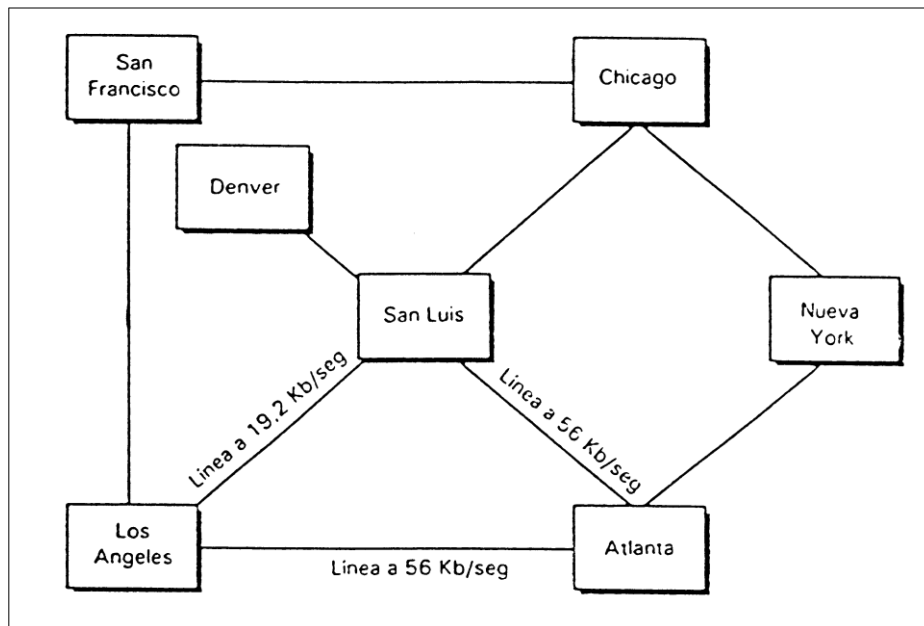 San
Francisco
Chicago
Denver
San Luis
Nueva
York
Linea a 19,2 Kb/seg
Linea a 56 Kb/seg
Los
Angeles
Atlanta
Linea a 56 Kb/seg